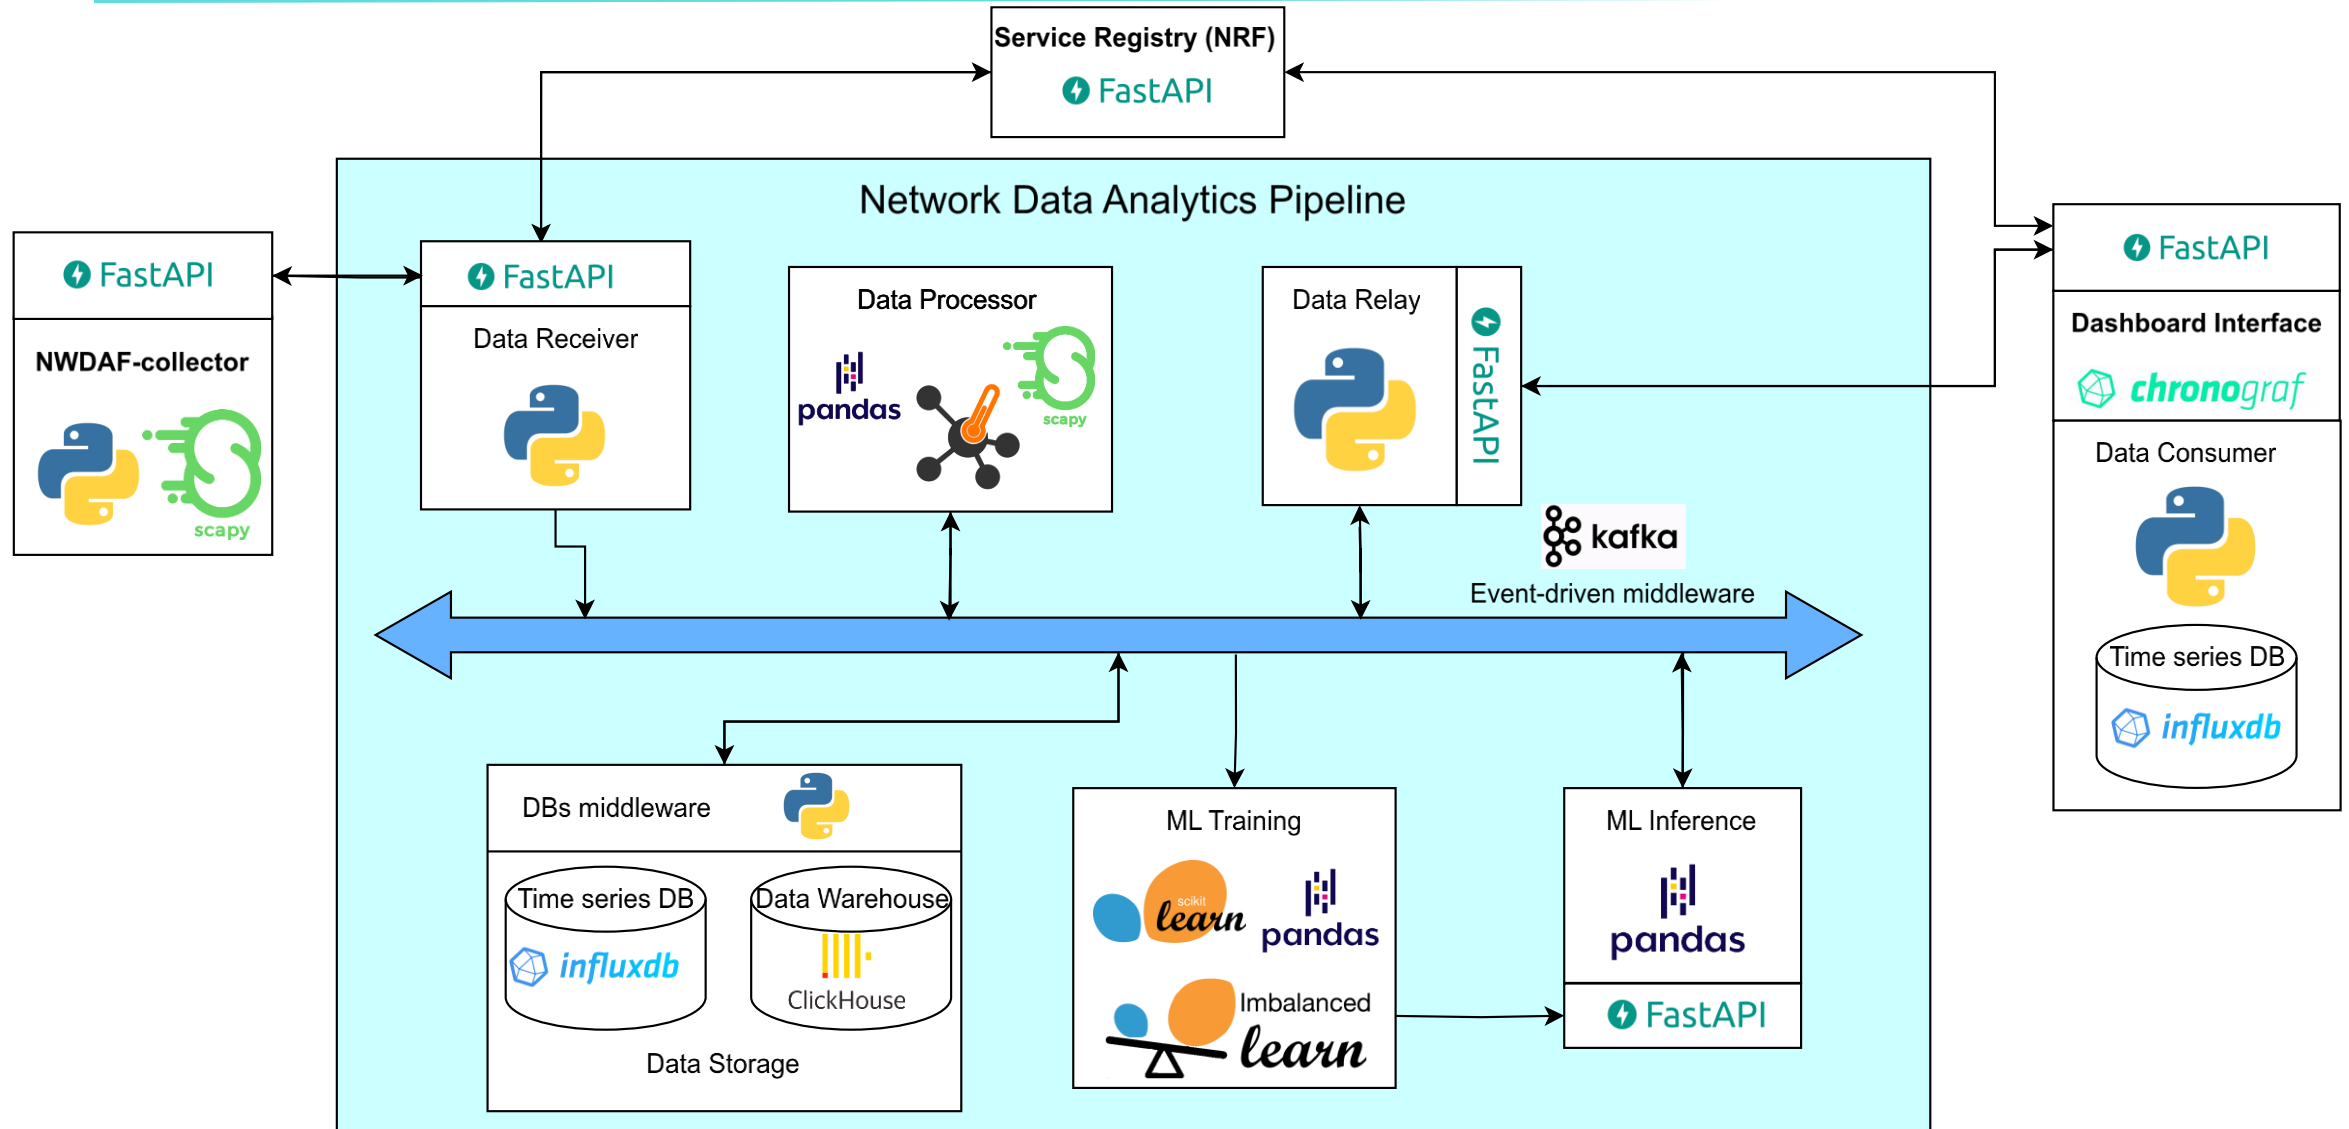 Service Registry (NRF)
FastAPI
Network Data Analytics Pipeline
FastAPI
NWDAF-collector
scapy
FastAPI
Data Receiver
Data Processor
pandas
scapy
Data Relay
FastAPI
kafka
Event-driven middleware
FastAPI
Dashboard Interface
chronograf
Data Consumer
Time series DB
influxdb
DBs middleware
Time series DB
influxdb
Data Warehouse
ClickHouse
Data Storage
ML Training
scikit
learn
pandas
Imbalanced
learn
ML Inference
pandas
FastAPI